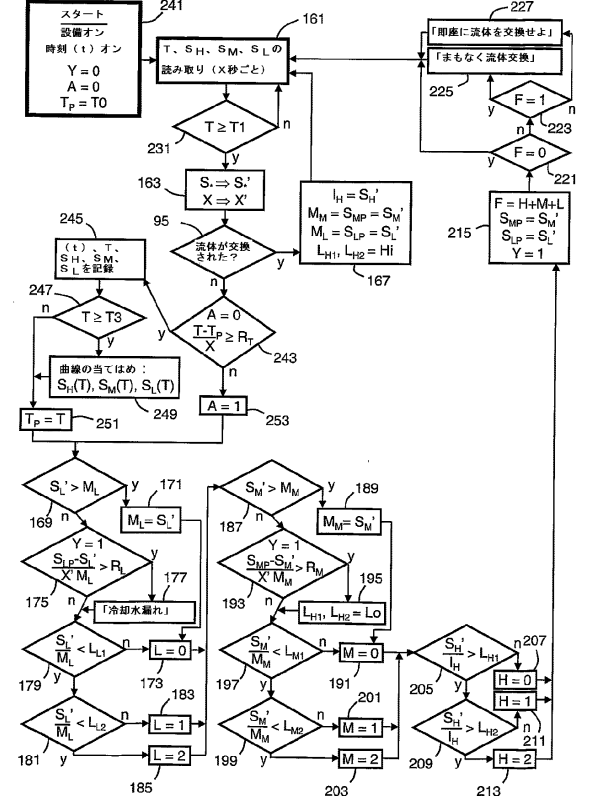 スタート
設備オン
時刻（t）オン
Y = 0
A = 0
TP = T0
241
T、SH、SM、SLの
読み取り（X秒ごと）
161
「即座に流体を交換せよ」
227
「まもなく流体交換」
225
F = 1
y
n
223
F = 0
y
n
221
T ≥ T1
n
y
231
S* ⇒ S*'
X ⇒ X'
163
95
流体が交換
された？
y
n
IH = SH'
MM = SMP = SM'
ML = SLP = SL'
LH1, LH2 = Hi
167
F = H+M+L
SMP = SM'
SLP = SL'
Y = 1
215
245
（t）、T、
SH、SM、
SLを記録
247
T ≥ T3
n
y
A = 0
T-TP
X
≥ RT
y
n
243
曲線の当てはめ：
SH(T), SM(T), SL(T)
249
TP = T
251
A = 1
253
SL' > ML
y
n
169
171
ML = SL'
Y = 1
SLP-SL'
X' ML
> RL
y
n
175
177
「冷却水漏れ」
SL'
ML
< LL1
n
y
179
L = 0
173
SL'
ML
< LL2
n
y
181
183
L = 1
L = 2
185
SM' > MM
y
n
187
189
MM = SM'
Y = 1
SMP-SM'
X' MM
> RM
y
n
193
195
LH1, LH2 = Lo
SM'
MM
< LM1
n
y
197
M = 0
191
SM'
MM
< LM2
n
y
199
201
M = 1
M = 2
203
SH'
IH
> LH1
n
y
205
207
H = 0
H = 1
211
SH'
IH
> LH2
n
y
209
H = 2
213